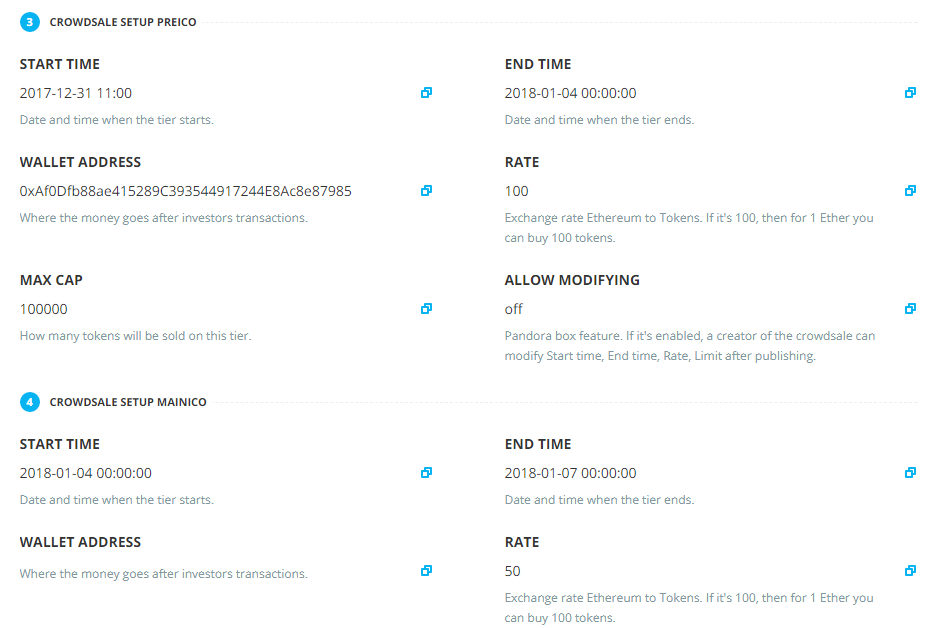 3 CROWDSALE SETUP PREICO
START TIME
2017-12-31 11:00
Date and time when the tier starts.
END TIME
2018-01-04 00:00:00
Date and time when the tier ends.
WALLET ADDRESS
0xAf0Dfb88ae415289C393544917244E8Ac8e87985
Where the money goes after investors transactions.
RATE
100
Exchange rate Ethereum to Tokens. If it's 100, then for 1 Ether you
can buy 100 tokens.
MAX CAP
100000
How many tokens will be sold on this tier.
ALLOW MODIFYING
off
Pandora box feature. If it's enabled, a creator of the crowdsale can
modify Start time, End time, Rate, Limit after publishing.
4 CROWDSALE SETUP MAINICO
START TIME
2018-01-04 00:00:00
Date and time when the tier starts.
END TIME
2018-01-07 00:00:00
Date and time when the tier ends.
WALLET ADDRESS
Where the money goes after investors transactions.
RATE
50
Exchange rate Ethereum to Tokens. If it's 100, then for 1 Ether you
can buy 100 tokens.